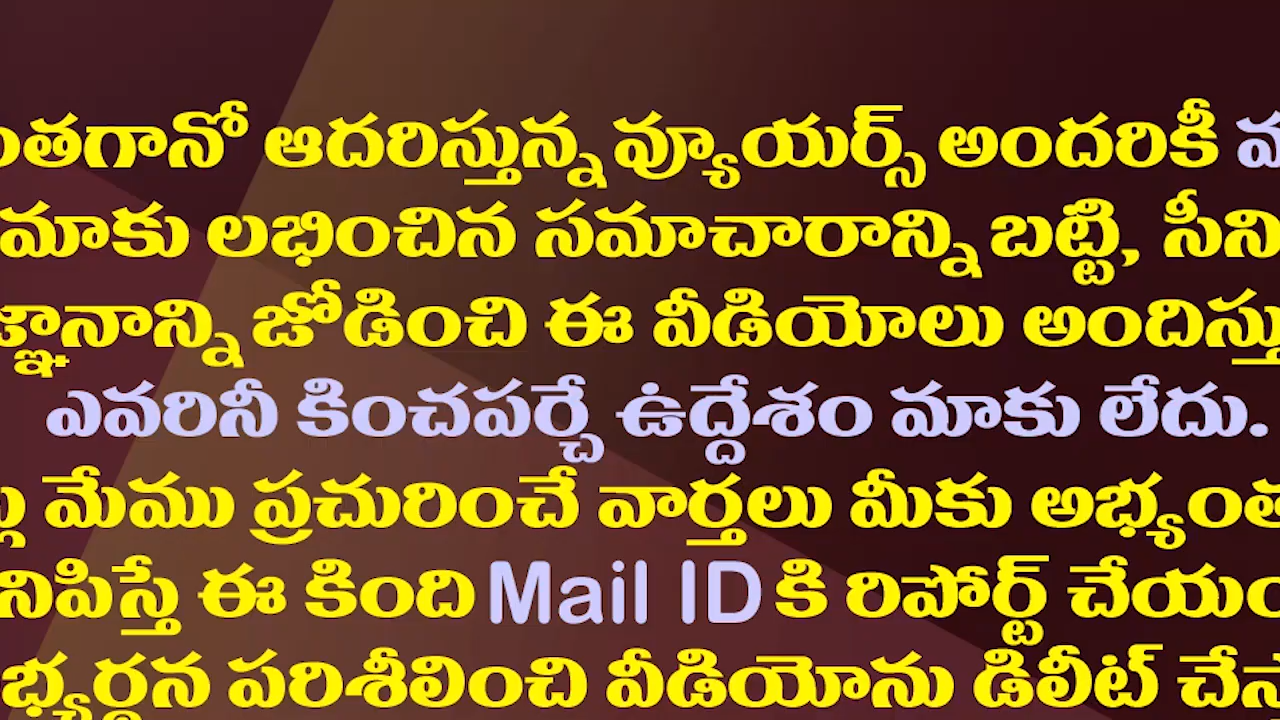 ంతగానో ఆదరిస్తున్న వ్యూయర్స్ అందరికీ
మాకు లభించిన సమాచారాన్ని బట్టి, సీని
జ్ఞానాన్ని జోడించి ఈ వీడియోలు అందిస్తు
ఎవరినీ కించపర్చే ఉద్దేశం మాకు లేదు.
మేము ప్రచురించే వార్తలు మీకు అభ్యంత
నిపిస్తే ఈ కింది Mail ID కి రిపోర్ట్ చేయం
భ్యర్థన పరిశీలించి వీడియోను డిలీట్ చేస